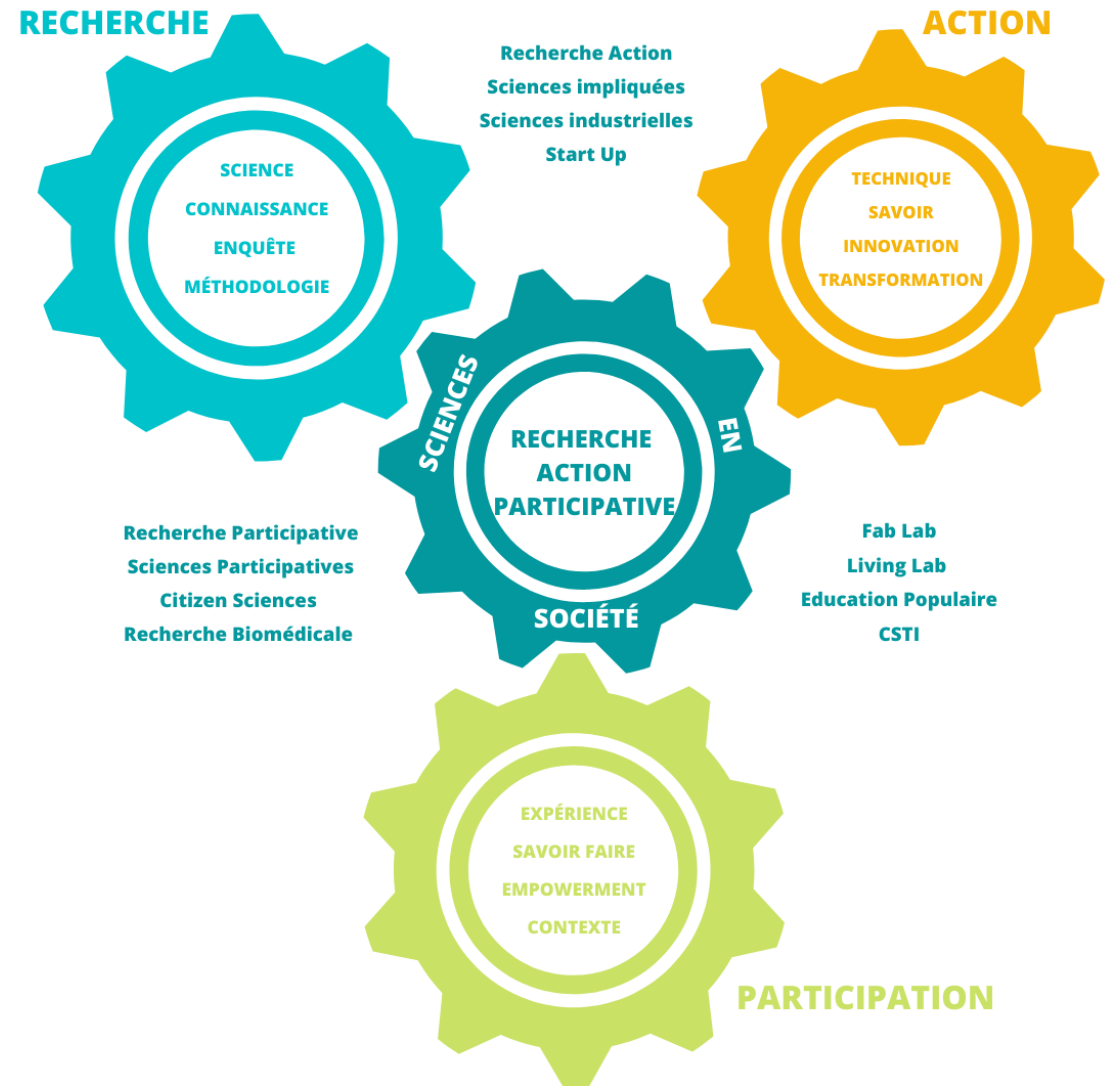 RECHERCHE
ACTION
Recherche Action
Sciences impliquées
Sciences industrielles
Start Up
SCIENCE
CONNAISSANCE
ENQUÊTE
MÉTHODOLOGIE
TECHNIQUE
SAVOIR
INNOVATION
TRANSFORMATION
SCIENCES
EN
SOCIÉTÉ
RECHERCHE
ACTION
PARTICIPATIVE
Recherche Participative
Sciences Participatives
Citizen Sciences
Recherche Biomédicale
Fab Lab
Living Lab
Education Populaire
CSTI
EXPÉRIENCE
SAVOIR FAIRE
EMPOWERMENT
CONTEXTE
PARTICIPATION